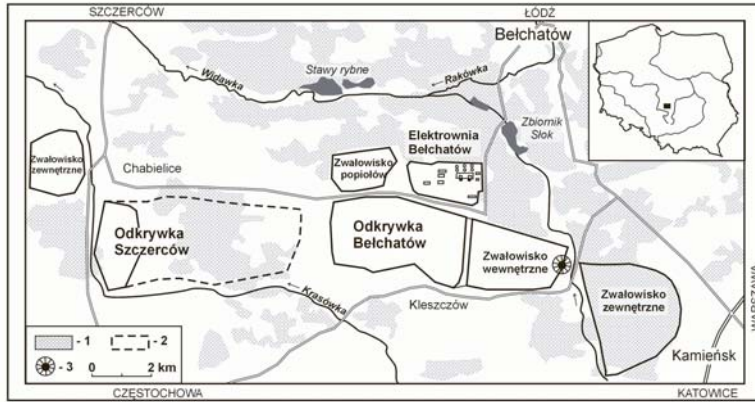 SZCZERCÓW
ŁÓDŹ
Bełchatów
Stawy rybne
Widawka
Rakówka
Zbiornik
Słok
Elektrownia
Bełchatów
Zwałowisko
zewnętrzne
Chabielice
Zwałowisko
popiołów
Odkrywka
Szczerców
Odkrywka
Bełchatów
Zwałowisko
wewnętrzne
Zwałowisko
zewnętrzne
Krasówka
Kleszczów
Kamieńsk
WARSZAWA
- 1
- 2
- 3
0 2 km
CZĘSTOCHOWA
KATOWICE